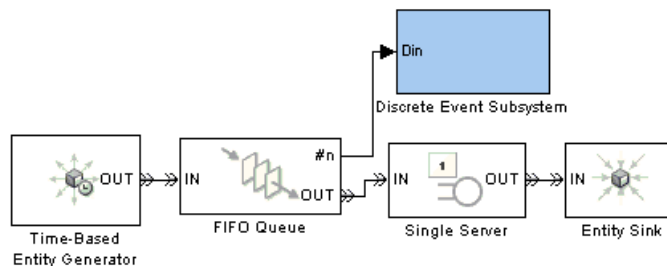 Din
Discrete Event Subsystem
#n
OUT
IN
OUT
IN
1
OUT
IN
Time-Based
Entity Generator
FIFO Queue
Single Server
Entity Sink